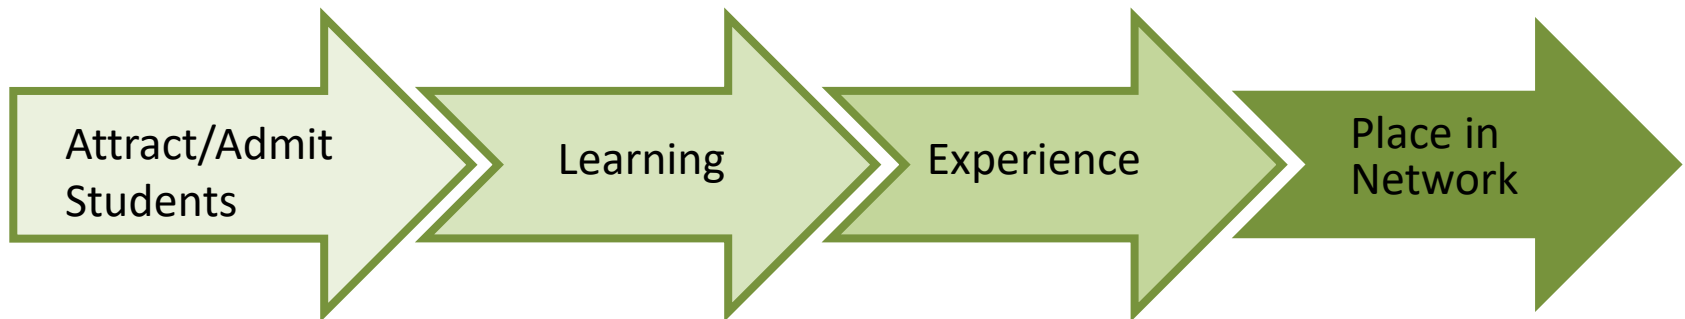 Attract/Admit
Students
Learning
Experience
Place in
Network